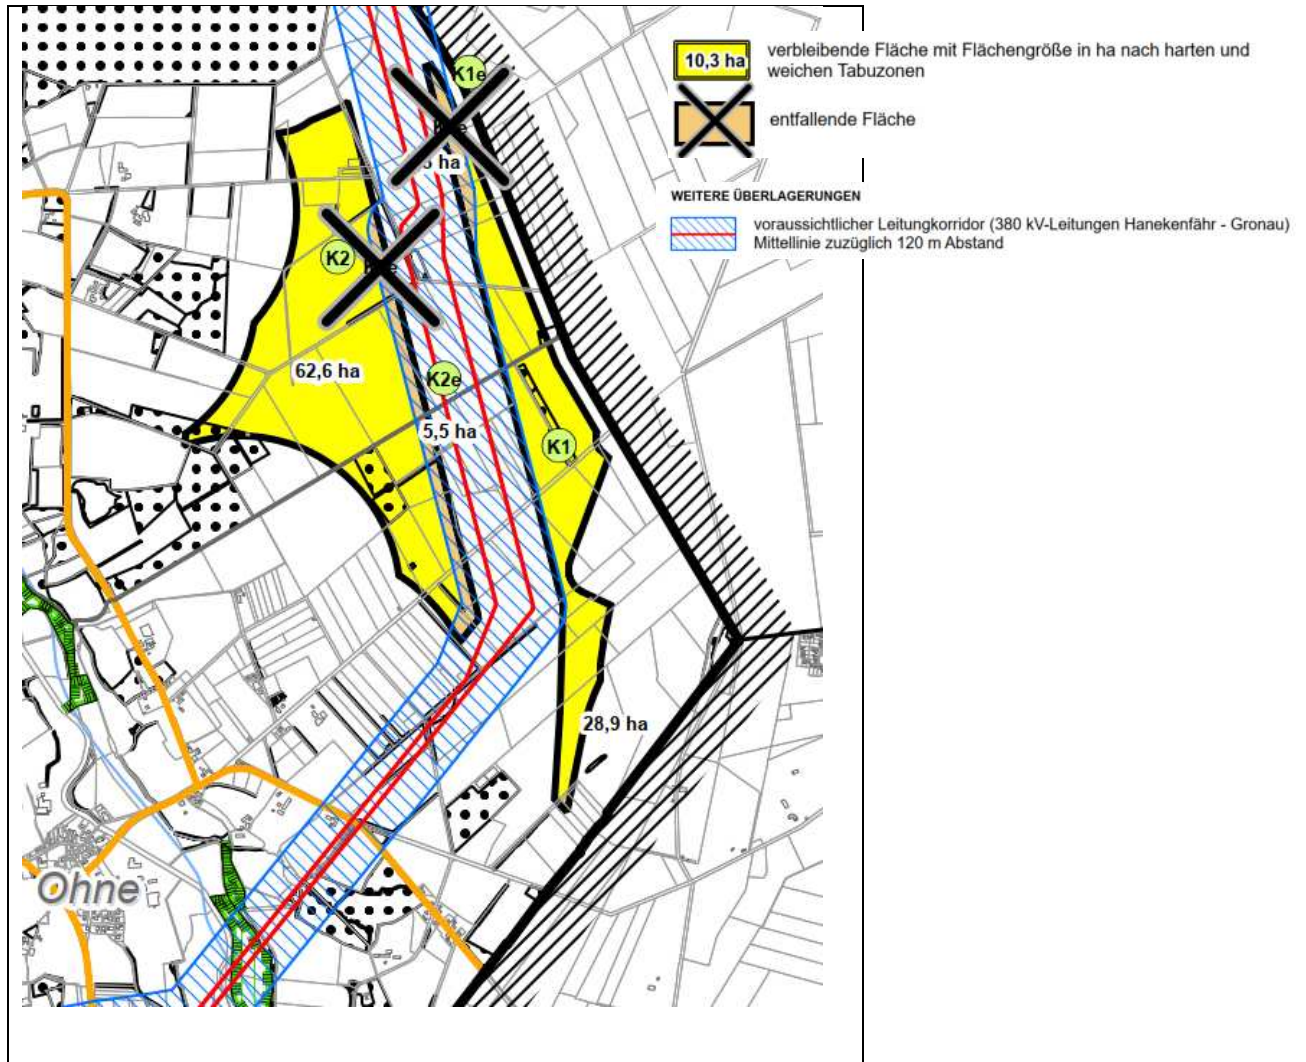 K1e
ha
K2
62,6 ha
K2e
5,5 ha
K1
28,9 ha
Ohne
10,3 ha
verbleibende Fläche mit Flächengröße in ha nach harten und
weichen Tabuzonen
entfallende Fläche
WEITERE ÜBERLAGERUNGEN
voraussichtlicher Leitungkorridor (380 kV-Leitungen Hanekenfähr - Gronau)
Mittellinie zuzüglich 120 m Abstand